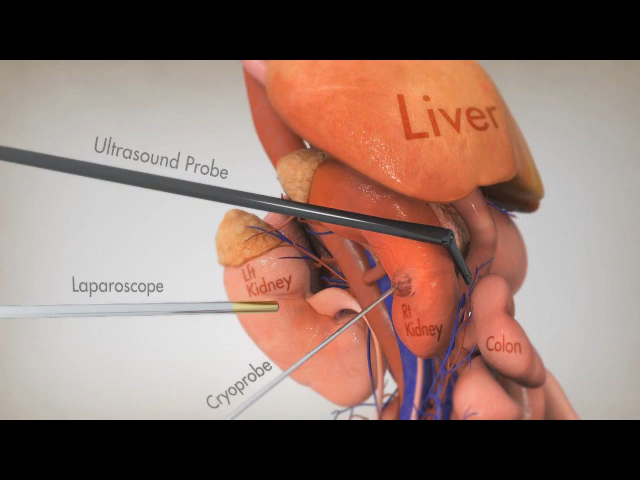 Liver
Ultrasound Probe
Lft
Kidney
Laparoscope
Rt
Kidney
Colon
Cryoprobe